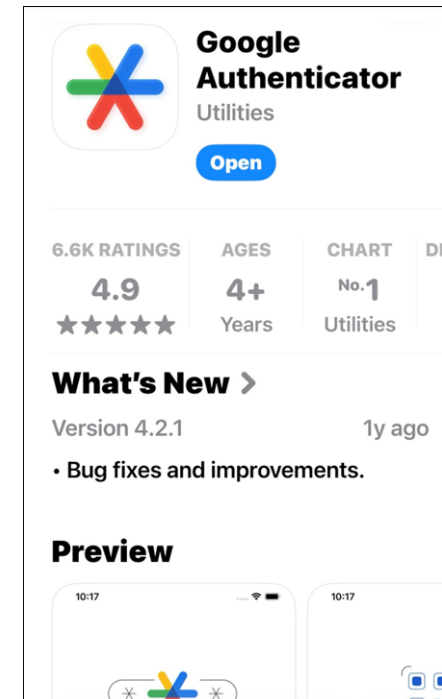 Google
Authenticator
Utilities
Open
6.6K RATINGS
4.9
★★★★★
AGES
4+
Years
CHART
No.1
Utilities
What's New >
Version 4.2.1 1y ago
• Bug fixes and improvements.
Preview
10:17
10:17